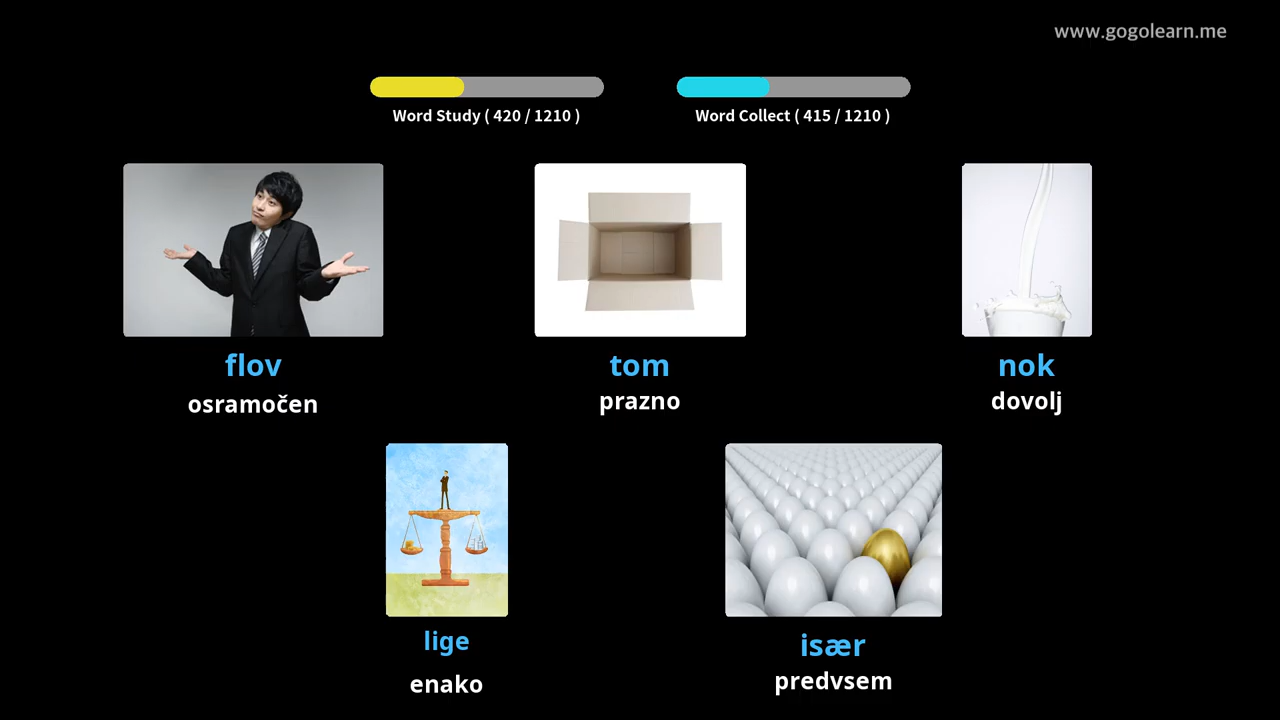 www.gogolearn.me
Word Study ( 420 / 1210 )
Word Collect ( 415 / 1210 )
flov
osramočen
tom
prazno
nok
dovolj
lige
enako
især
predvsem